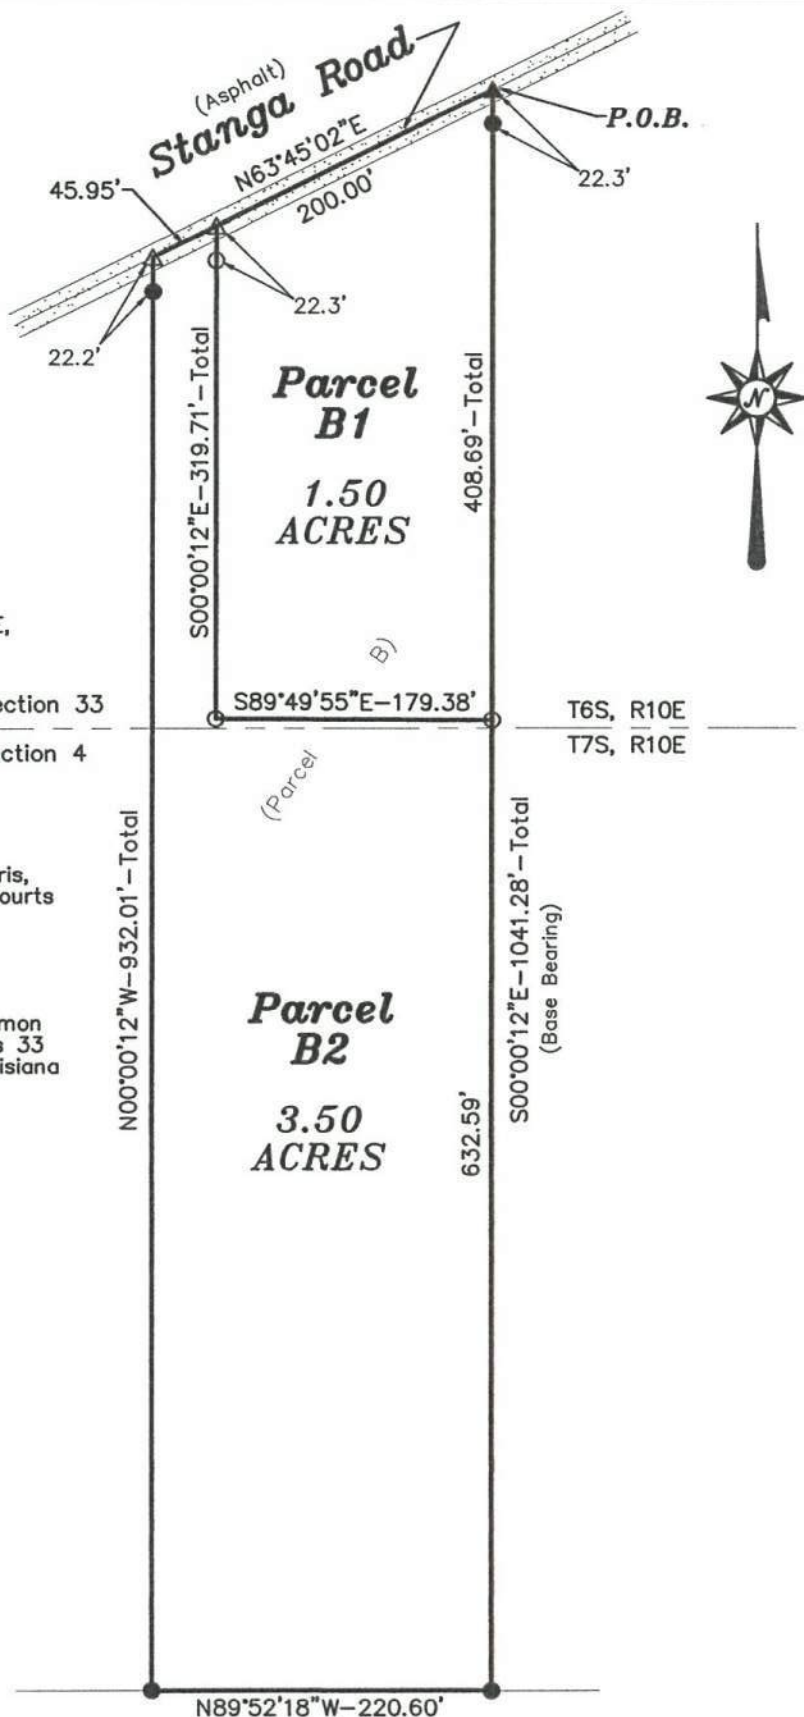 (Asphalt)
Stanga Road
N63°45'02"E
200.00'
P.O.B.
22.3'
45.95'
22.3'
22.2'
S00°00'12"E-319.71'-Total
Parcel
B1
1.50
ACRES
408.69'-Total
N
B)
S89°49'55"E-179.38'
T6S, R10E
T7S, R10E
E,
ection 33
ction 4
(Parcel
ris,
ourts
mon
s 33
isiana
N00°00'12"W-932.01'-Total
Parcel
B2
3.50
ACRES
632.59'
S00°00'12"E-1041.28'-Total
(Base Bearing)
N89°52'18"W-220.60'